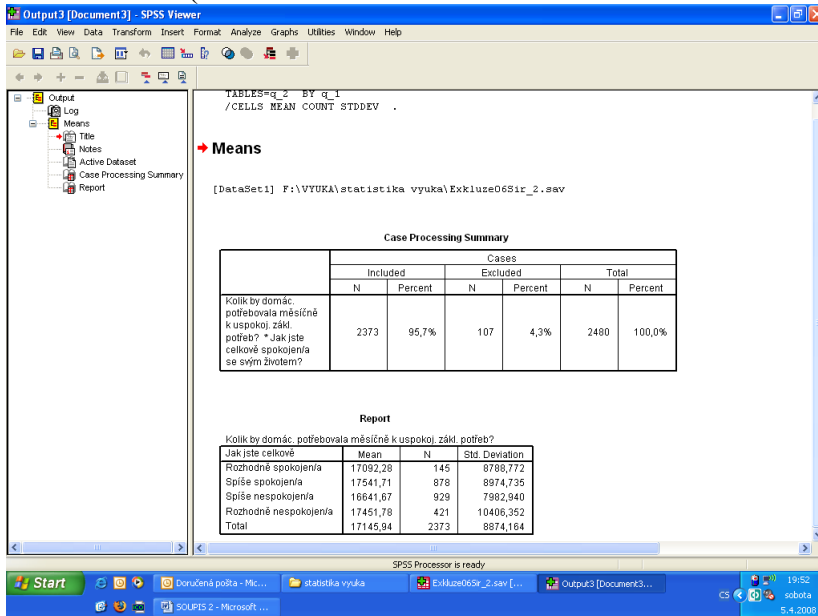 Output3 [Document3] - SPSS Viewer
File Edit View Data Transform Insert Format Analyze Graphs Utilities Window Help
Output
Log
Means
Title
Notes
Active Dataset
Case Processing Summary
Report
TABLES=q_2 BY q_1
/CELLS MEAN COUNT STDDEV .
Means
[DataSet1] F:\VYUKA\statistika vyuka\Exkluze06Sir_2.sav
Case Processing Summary
Cases
Included Excluded Total
N Percent N Percent N Percent
Kolik by domác.
potřebovala měsíčně
k uspokoj. zákl.
potřeb? * Jak jste
celkově spokojen/a
se svým životem?
2373 95,7% 107 4,3% 2480 100,0%
Report
Kolik by domác. potřebovala měsíčně k uspokoj. zákl. potřeb?
Jak jste celkově Mean N Std. Deviation
Rozhodně spokojen/a 17092,28 145 8788,772
Spíše spokojen/a 17541,71 878 8974,735
Spíše nespokojen/a 16641,67 929 7982,940
Rozhodně nespokojen/a 17451,78 421 10406,352
Total 17145,94 2373 8874,164
SPSS Processor is ready
Start
Doručená pošta - Mic...
statistika vyuka
Exkluze06Sir_2.sav [...
Output3 [Document3...
CS
19:52
sobota
SOUPIS 2 - Microsoft ...
5.4.2008